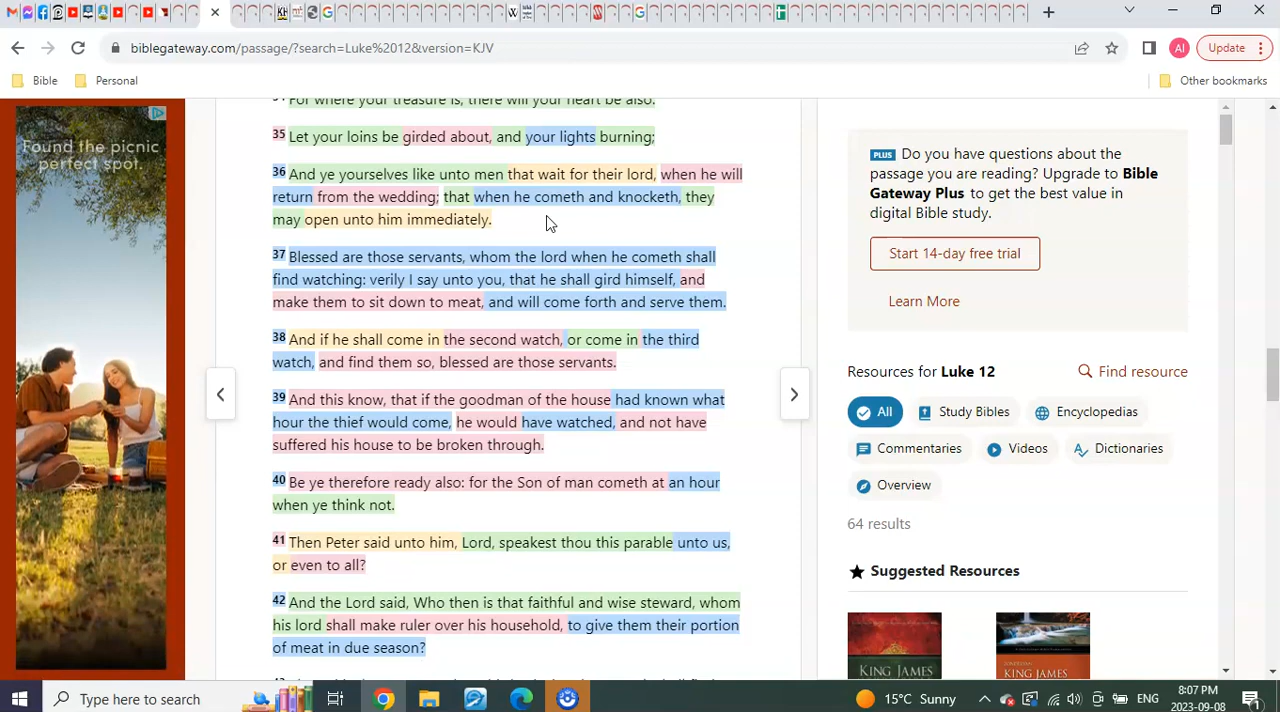 biblegateway.com/passage/?search=Luke%2012&version=KJV
AI
Update
Bible
Personal
Other bookmarks
Found the picnic
perfect spot.
For where your treasure is, there will your heart be also.
35 Let your loins be girded about, and your lights burning;
36 And ye yourselves like unto men that wait for their lord, when he will
return from the wedding; that when he cometh and knocketh, they
may open unto him immediately.
37 Blessed are those servants, whom the lord when he cometh shall
find watching: verily I say unto you, that he shall gird himself, and
make them to sit down to meat, and will come forth and serve them.
38 And if he shall come in the second watch, or come in the third
watch, and find them so, blessed are those servants.
39 And this know, that if the goodman of the house had known what
hour the thief would come, he would have watched, and not have
suffered his house to be broken through.
40 Be ye therefore ready also: for the Son of man cometh at an hour
when ye think not.
41 Then Peter said unto him, Lord, speakest thou this parable unto us,
or even to all?
42 And the Lord said, Who then is that faithful and wise steward, whom
his lord shall make ruler over his household, to give them their portion
of meat in due season?
PLUS Do you have questions about the
passage you are reading? Upgrade to Bible
Gateway Plus to get the best value in
digital Bible study.
Start 14-day free trial
Learn More
Resources for Luke 12
Find resource
All
Study Bibles
Encyclopedias
Commentaries
Videos
Dictionaries
Overview
64 results
Suggested Resources
KING JAMES
KING JAMES
Type here to search
15°C Sunny
ENG
8:07 PM
2023-09-08
1